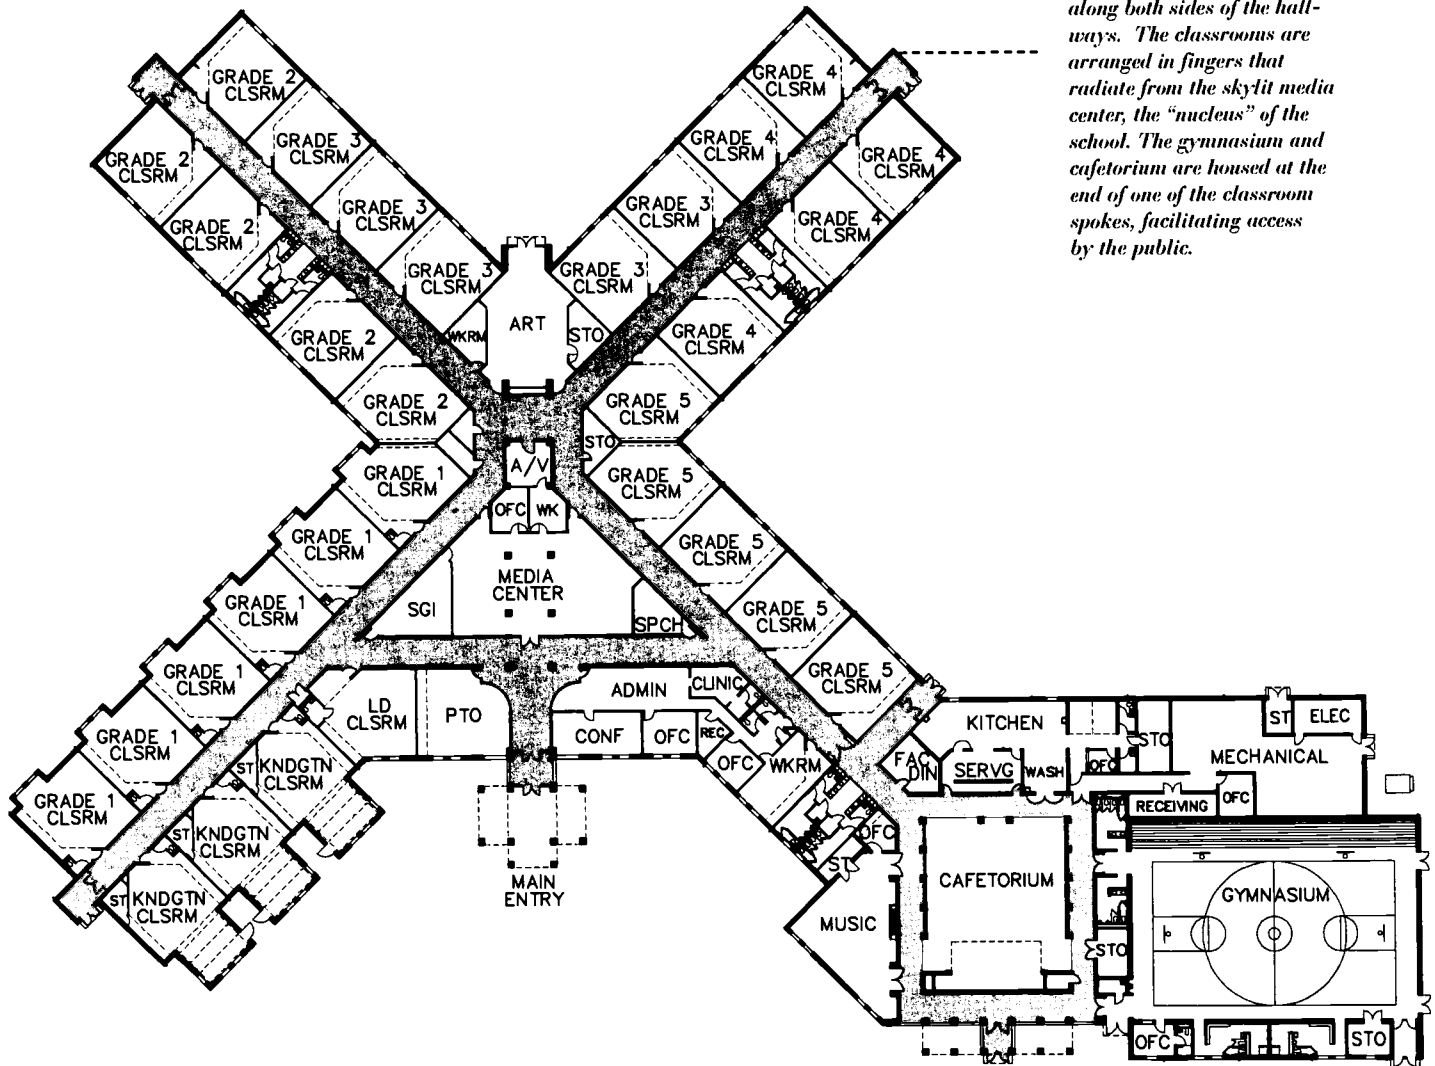 along both sides of the hall-
ways. The classrooms are
arranged in fingers that
radiate from the skylit media
center, the “nucleus” of the
school. The gymnasium and
cafetorium are housed at the
end of one of the classroom
spokes, facilitating access
by the public.
GRADE 2
CLSRM
GRADE 3
CLSRM
GRADE 3
CLSRM
GRADE 3
CLSRM
GRADE 2
CLSRM
GRADE 2
CLSRM
GRADE 2
CLSRM
GRADE 2
CLSRM
WKRM
ART
STO
GRADE 4
CLSRM
GRADE 4
CLSRM
GRADE 3
CLSRM
GRADE 3
CLSRM
GRADE 4
CLSRM
GRADE 4
CLSRM
GRADE 4
CLSRM
GRADE 5
CLSRM
STO
A/V
OFC
WK
MEDIA
CENTER
SGI
SPCH
GRADE 1
CLSRM
GRADE 1
CLSRM
GRADE 1
CLSRM
GRADE 1
CLSRM
GRADE 1
CLSRM
GRADE 1
CLSRM
GRADE 5
CLSRM
GRADE 5
CLSRM
GRADE 5
CLSRM
GRADE 5
CLSRM
LD
CLSRM
PTO
ST
KNDGTN
CLSRM
ST
KNDGTN
CLSRM
ST
KNDGTN
CLSRM
ADMIN
CLINIC
CONF
OFC
REC
OFC
WKRM
MAIN
ENTRY
OFC
ST
MUSIC
FAC
DIN
KITCHEN
SERVG
WASH
OFC
STO
MECHANICAL
ST
ELEC
RECEIVING
OFC
CAFETORIUM
GYMNASIUM
STO
OFC
STO